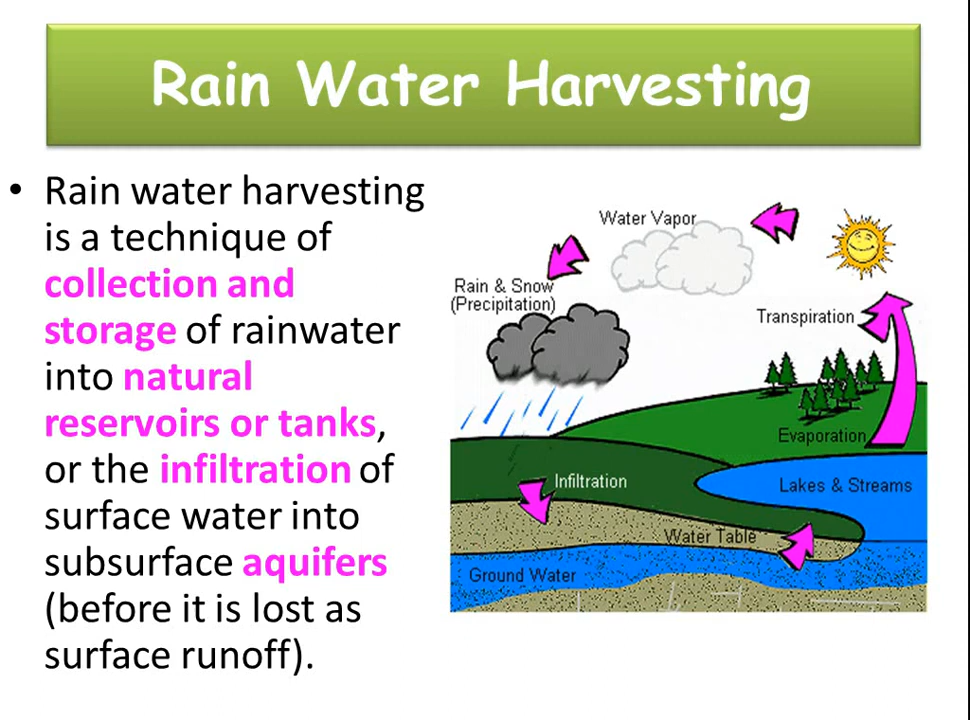 Rain Water Harvesting
• Rain water harvesting
is a technique of
collection and
storage of rainwater
into natural
reservoirs or tanks,
or the infiltration of
surface water into
subsurface aquifers
(before it is lost as
surface runoff).
Water Vapor
Rain & Snow
(Precipitation)
Transpiration
Evaporation
Infiltration
Lakes & Streams
Water Table
Ground Water